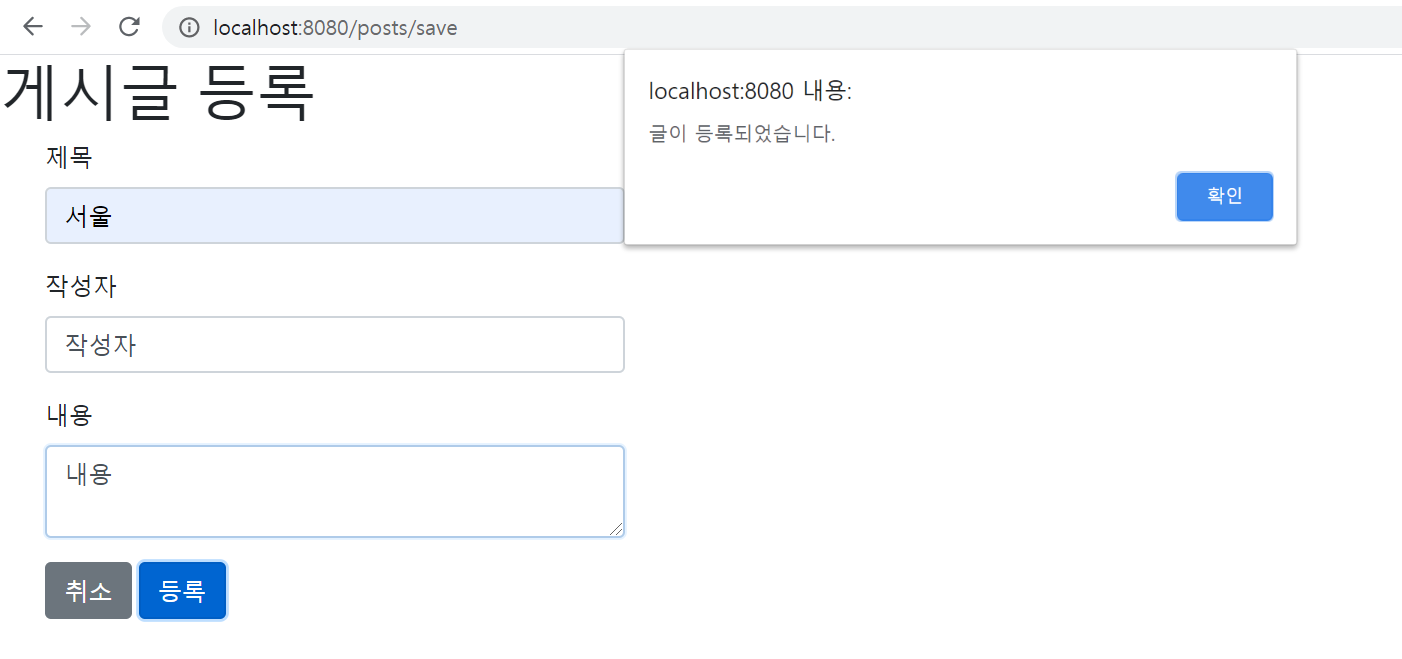 localhost:8080/posts/save
게시글 등록
localhost:8080 내용:
글이 등록되었습니다.
확인
제목
서울
작성자
작성자
내용
내용
취소 등록